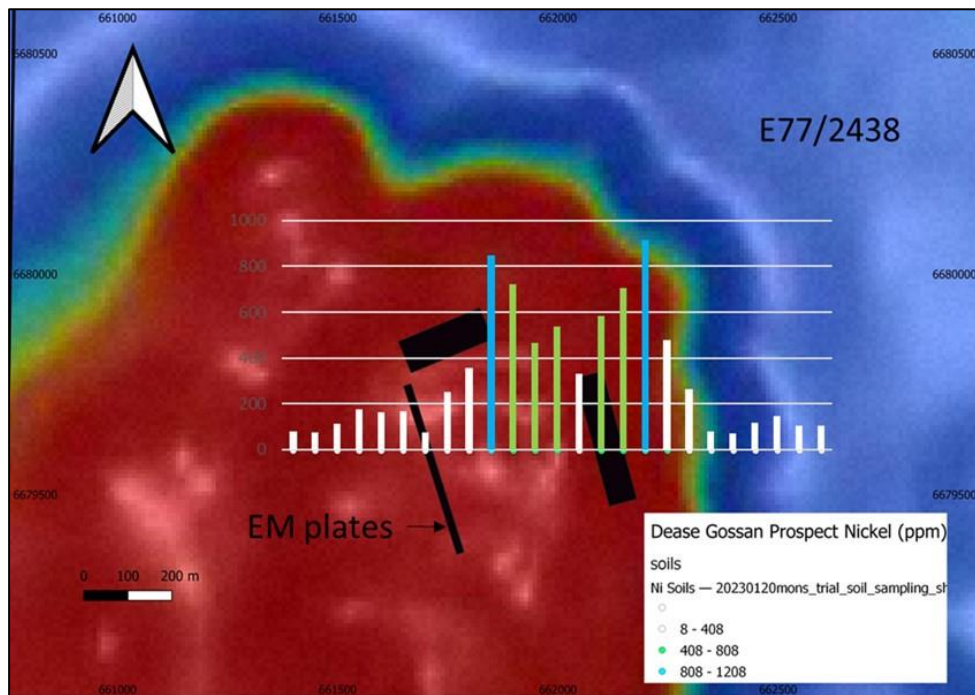 661000 661500 662000 662500
6680500 6680500
E77/2438
1000
800
6680000 6680000
600
400
200
0
6679500 6679500
EM plates
Dease Gossan Prospect Nickel (ppm)
soils
Ni Soils — 20230120mons_trial_soil_sampling_sh
8 - 408
408 - 808
808 - 1208
0 100 200 m
661000 661500 662000 662500